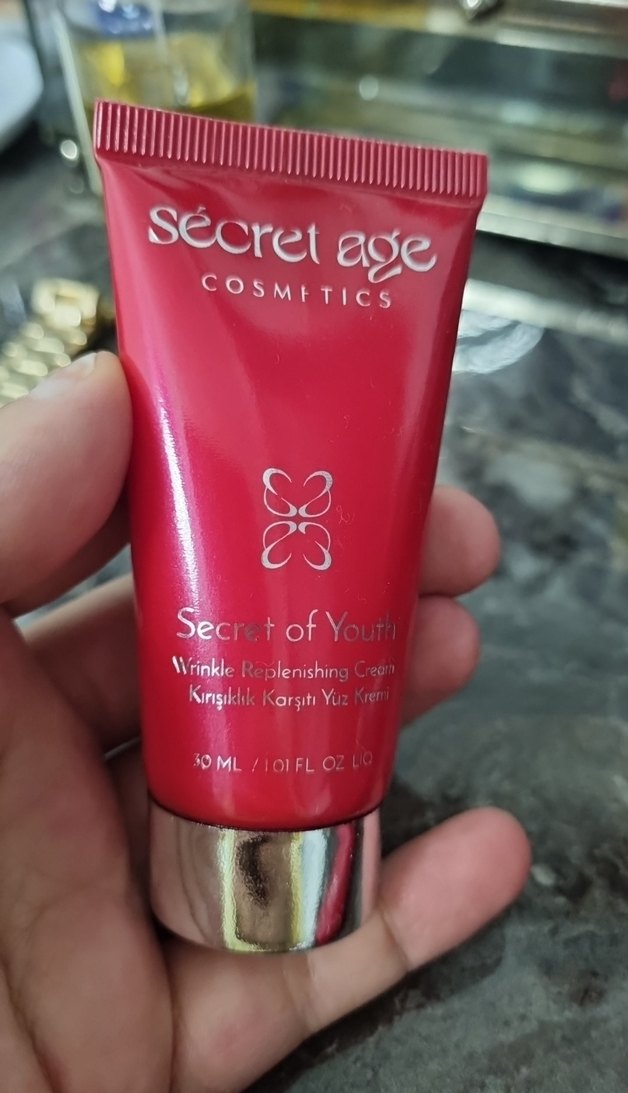 sécret age
COSMETICS
Secret of Youth
Wrinkle Replenishing Cream
Kırışıklık Karşıtı Yüz Kremi
30 ML / 1.01 FL OZ LIQ